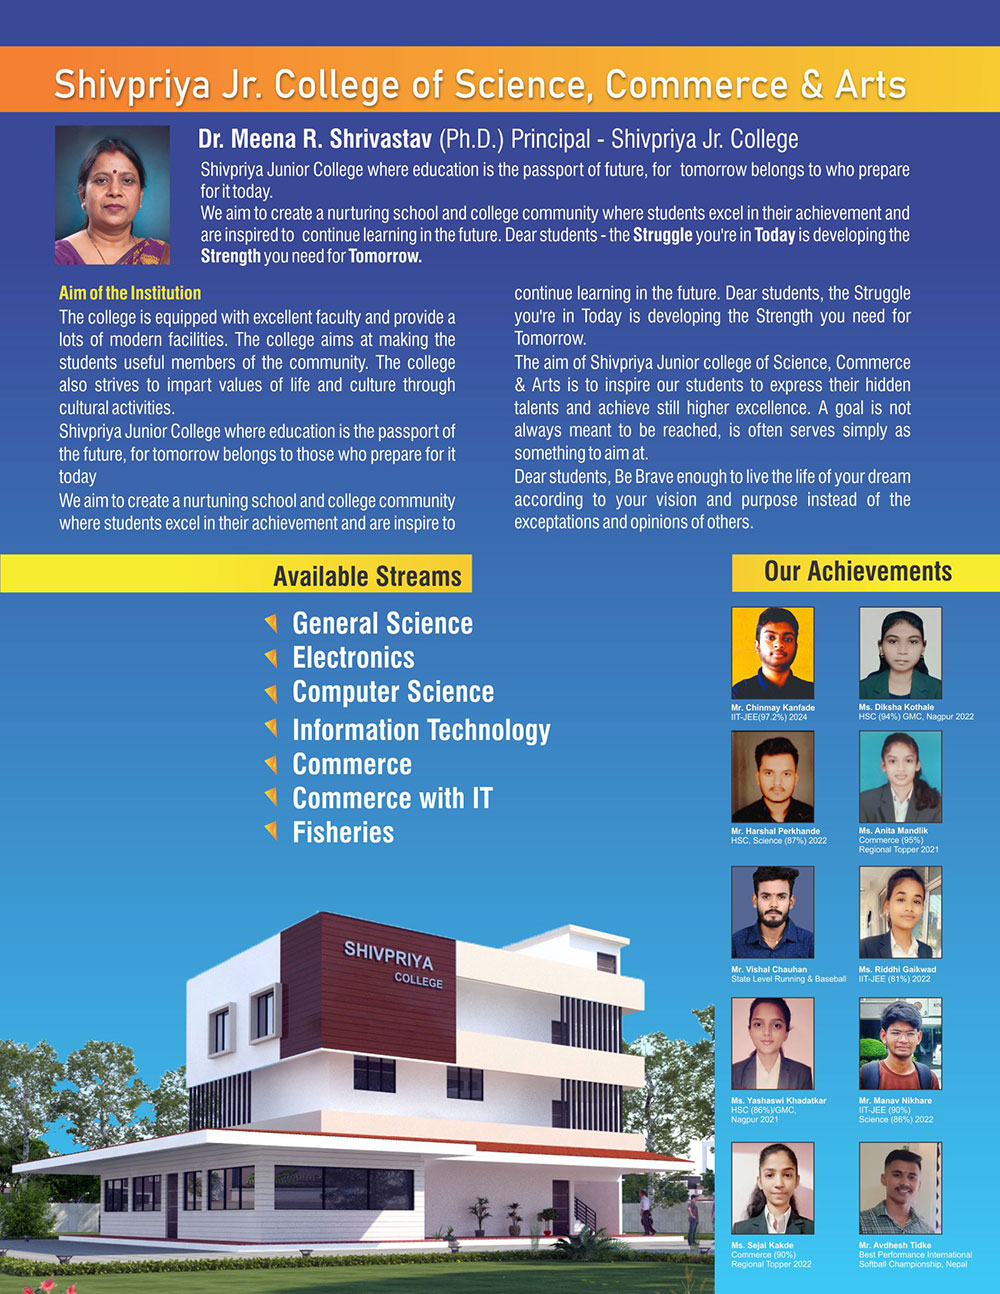 Shivpriya Jr. College of Science, Commerce & Arts
Dr. Meena R. Shrivastav (Ph.D.) Principal - Shivpriya Jr. College
Shivpriya Junior College where education is the passport of future, for tomorrow belongs to who prepare
for it today.
We aim to create a nurturing school and college community where students excel in their achievement and
are inspired to continue learning in the future. Dear students - the Struggle you're in Today is developing the
Strength you need for Tomorrow.
Aim of the Institution
The college is equipped with excellent faculty and provide a
lots of modern facilities. The college aims at making the
students useful members of the community. The college
also strives to impart values of life and culture through
cultural activities.
Shivpriya Junior College where education is the passport of
the future, for tomorrow belongs to those who prepare for it
today
We aim to create a nurtuning school and college community
where students excel in their achievement and are inspire to
continue learning in the future. Dear students, the Struggle
you're in Today is developing the Strength you need for
Tomorrow.
The aim of Shivpriya Junior college of Science, Commerce
& Arts is to inspire our students to express their hidden
talents and achieve still higher excellence. A goal is not
always meant to be reached, is often serves simply as
something to aim at.
Dear students, Be Brave enough to live the life of your dream
according to your vision and purpose instead of the
exceptations and opinions of others.
Available Streams
General Science
Electronics
Computer Science
Information Technology
Commerce
Commerce with IT
Fisheries
Our Achievements
Mr. Chinmay Kanfade
IIT-JEE(97.2%) 2024
Ms. Diksha Kothale
HSC (94%) GMC, Nagpur 2022
Mr. Harshal Perkhande
HSC, Science (87%) 2022
Ms. Anita Mandlik
Commerce (95%)
Regional Topper 2021
Mr. Vishal Chauhan
State Level Running & Baseball
Ms. Riddhi Gaikwad
IIT-JEE (81%) 2022
Ms. Yashaswi Khadatkar
HSC (86%)/GMC,
Nagpur 2021
Mr. Manav Nikhare
IIT-JEE (90%)
Science (86%) 2022
Ms. Sejal Kakde
Commerce (90%)
Regional Topper 2022
Mr. Avdhesh Tidke
Best Performance International
Softball Championship, Nepal
SHIVPRIYA
COLLEGE